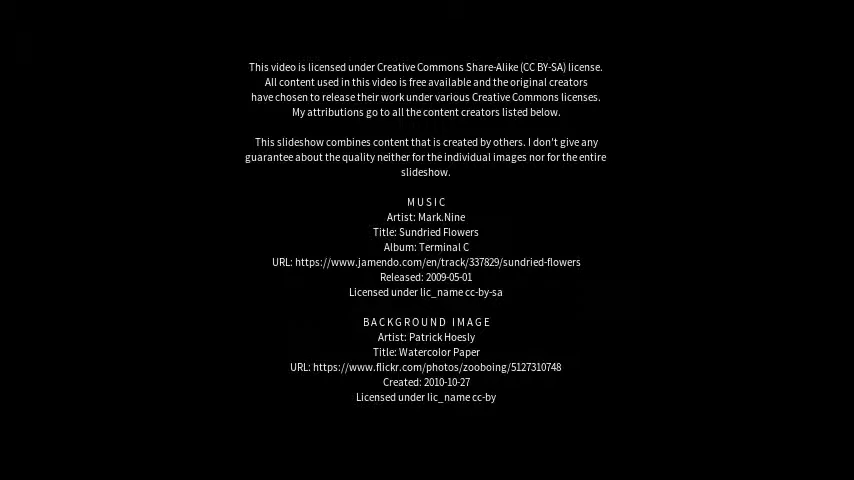 This video is licensed under Creative Commons Share-Alike (CC BY-SA) license.
All content used in this video is free available and the original creators
have chosen to release their work under various Creative Commons licenses.
My attributions go to all the content creators listed below.
This slideshow combines content that is created by others. I don't give any
guarantee about the quality neither for the individual images nor for the entire
slideshow.
M U S I C
Artist: Mark.Nine
Title: Sundried Flowers
Album: Terminal C
URL: https://www.jamendo.com/en/track/337829/sundried-flowers
Released: 2009-05-01
Licensed under lic_name cc-by-sa
B A C K G R O U N D   I M A G E
Artist: Patrick Hoesly
Title: Watercolor Paper
URL: https://www.flickr.com/photos/zooboing/5127310748
Created: 2010-10-27
Licensed under lic_name cc-by